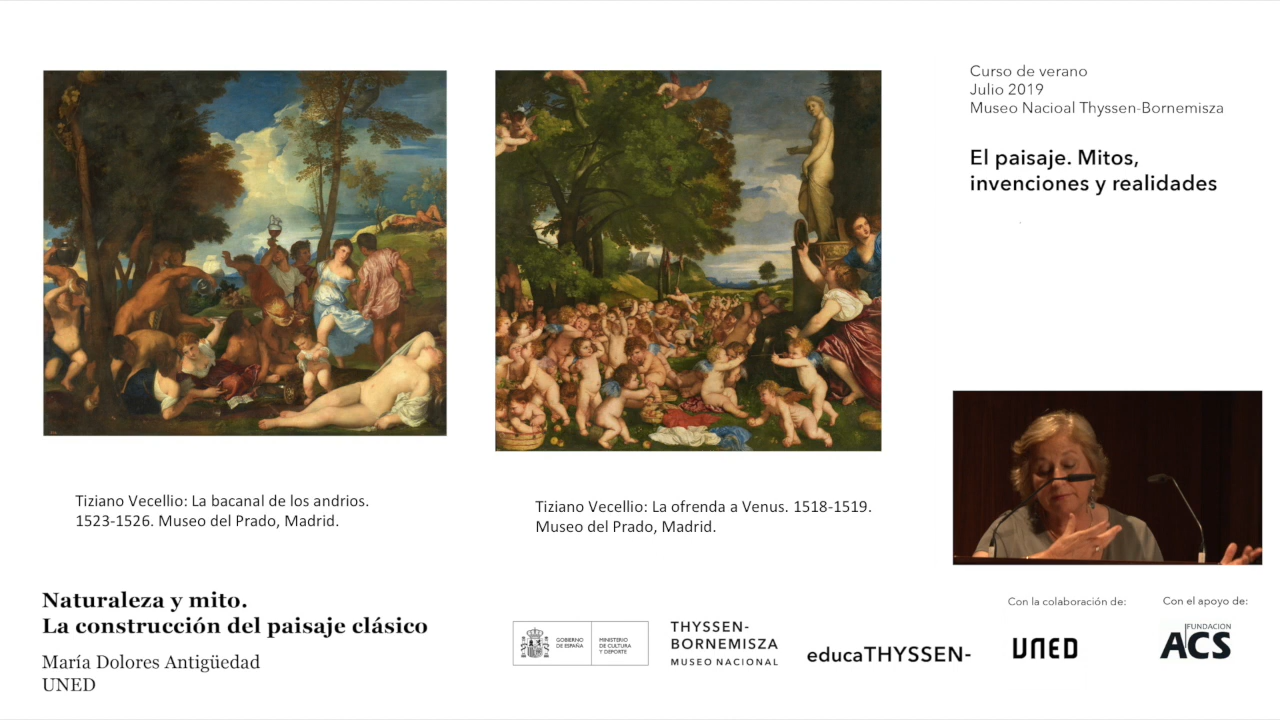 Curso de verano
Julio 2019
Museo Nacioal Thyssen-Bornemisza
El paisaje. Mitos,
invenciones y realidades
Tiziano Vecellio: La bacanal de los andrios.
1523-1526. Museo del Prado, Madrid.
Tiziano Vecellio: La ofrenda a Venus. 1518-1519.
Museo del Prado, Madrid.
Naturaleza y mito.
La construcción del paisaje clásico
María Dolores Antigüedad
UNED
GOBIERNO
DE ESPAÑA
MINISTERIO
DE CULTURA
Y DEPORTE
THYSSEN-
BORNEMISZA
MUSEO NACIONAL
educaTHYSSEN-
Con la colaboración de:
UNED
Con el apoyo de:
FUNDACIÓN
ACS